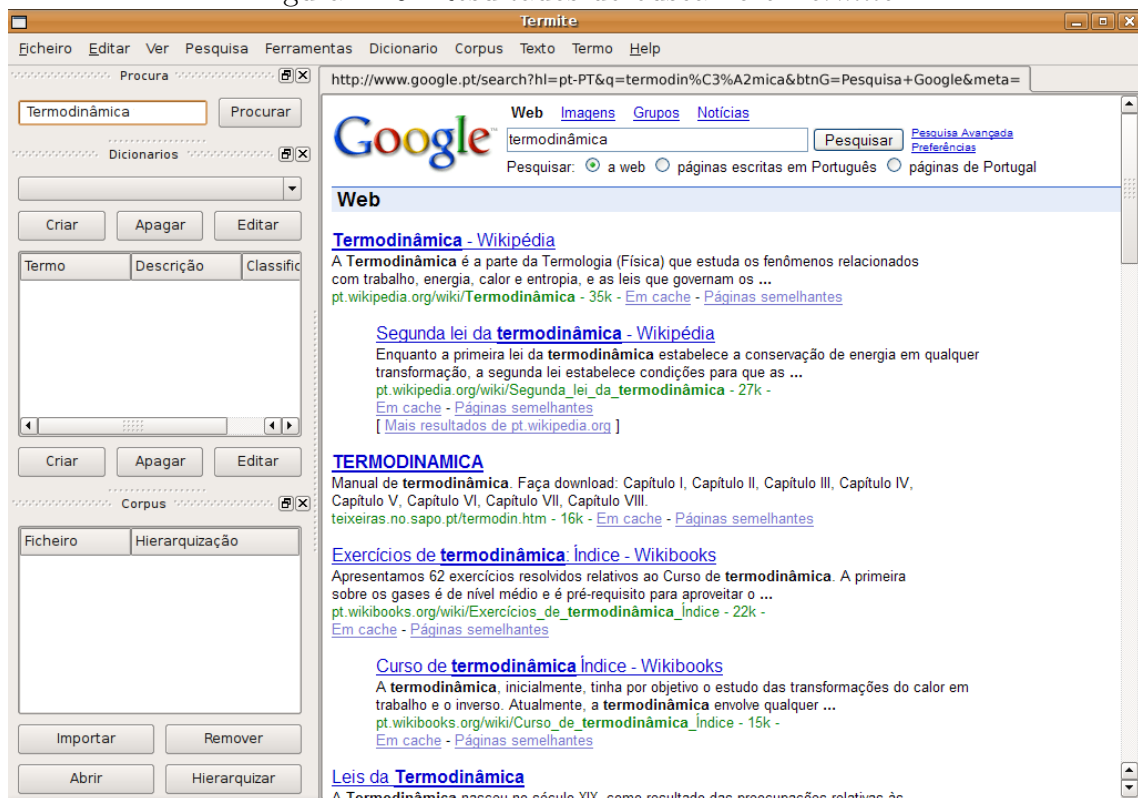 Termite
Ficheiro Editar Ver Pesquisa Ferramentas Dicionario Corpus Texto Termo Help
Procura
Termodinâmica Procurar
Dicionarios
Criar Apagar Editar
Termo Descrição Classific
Criar Apagar Editar
Corpus
Ficheiro Hierarquização
Importar Remover
Abrir Hierarquizar
http://www.google.pt/search?hl=pt-PT&q=termodin%C3%A2mica&btnG=Pesquisa+Google&meta=
Google™
Web Imagens Grupos Notícias
termodinâmica Pesquisar Pesquisa Avançada
Preferências
Pesquisar: a web páginas escritas em Português páginas de Portugal
Web
Termodinâmica - Wikipédia
A Termodinâmica é a parte da Termologia (Física) que estuda os fenômenos relacionados
com trabalho, energia, calor e entropia, e as leis que governam os ...
pt.wikipedia.org/wiki/Termodinâmica - 35k - Em cache - Páginas semelhantes
Segunda lei da termodinâmica - Wikipédia
Enquanto a primeira lei da termodinâmica estabelece a conservação de energia em qualquer
transformação, a segunda lei estabelece condições para que as ...
pt.wikipedia.org/wiki/Segunda_lei_da_termodinâmica - 27k -
Em cache - Páginas semelhantes
[ Mais resultados de pt.wikipedia.org ]
TERMODINAMICA
Manual de termodinâmica. Faça download: Capítulo I, Capítulo II, Capítulo III, Capítulo IV,
Capítulo V, Capítulo VI, Capítulo VII, Capítulo VIII.
teixeiras.no.sapo.pt/termodin.htm - 16k - Em cache - Páginas semelhantes
Exercícios de termodinâmica: Índice - Wikibooks
Apresentamos 62 exercícios resolvidos relativos ao Curso de termodinâmica. A primeira
sobre os gases é de nível médio e é pré-requisito para aproveitar o ...
pt.wikibooks.org/wiki/Exercícios_de_termodinâmica_Índice - 22k -
Em cache - Páginas semelhantes
Curso de termodinâmica Índice - Wikibooks
A termodinâmica, inicialmente, tinha por objetivo o estudo das transformações do calor em
trabalho e o inverso. Atualmente, a termodinâmica envolve qualquer ...
pt.wikibooks.org/wiki/Curso_de_termodinâmica_Índice - 15k -
Em cache - Páginas semelhantes
Leis da Termodinâmica
A Termodinâmica nasceu no século XIX, como resultado das preocupações relativas às